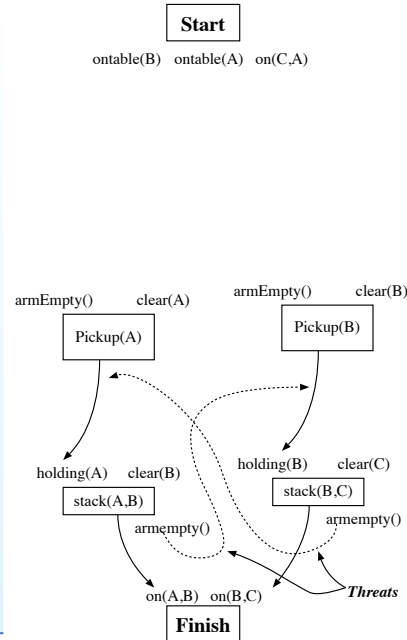 Start
ontable(B) ontable(A) on(C,A)
armEmpty() clear(A)
armEmpty() clear(B)
Pickup(A)
Pickup(B)
holding(A) clear(B)
holding(B) clear(C)
stack(A,B)
stack(B,C)
armempty()
armempty()
on(A,B) on(B,C)
Threats
Finish